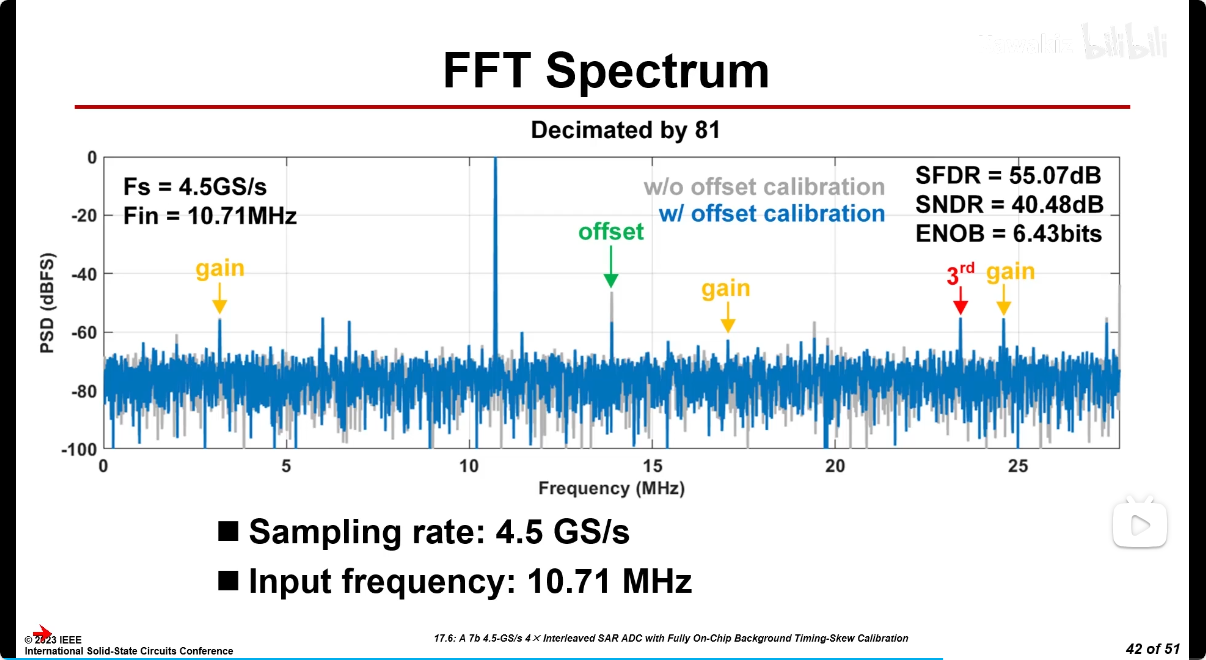 bilibili
FFT Spectrum
Decimated by 81
Fs = 4.5GS/s
Fin = 10.71MHz
w/o offset calibration
w/ offset calibration
SFDR = 55.07dB
SNDR = 40.48dB
ENOB = 6.43bits
gain
offset
gain
3rd
gain
PSD (dBFS)
0
-20
-40
-60
-80
-100
0 5 10 15 20 25
Frequency (MHz)
■ Sampling rate: 4.5 GS/s
■ Input frequency: 10.71 MHz
© 2023 IEEE
International Solid-State Circuits Conference
17.6: A 7b 4.5-GS/s 4× Interleaved SAR ADC with Fully On-Chip Background Timing-Skew Calibration
42 of 51